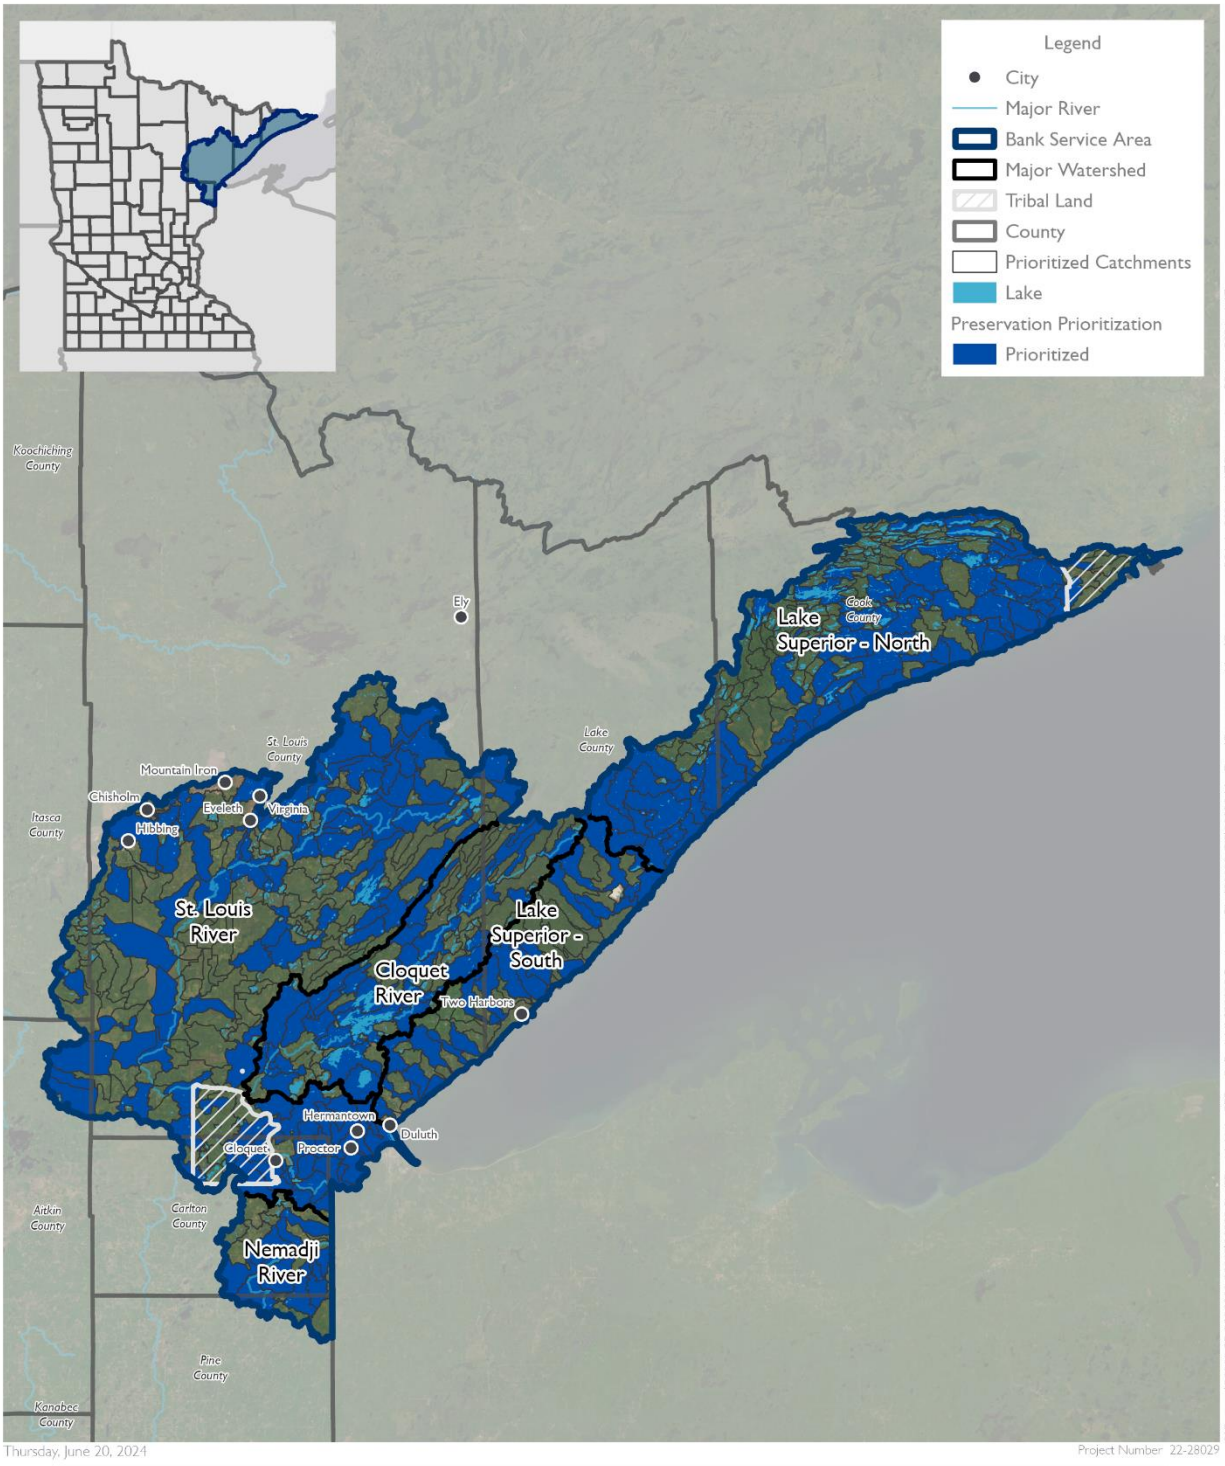 Legend
City
Major River
Bank Service Area
Major Watershed
Tribal Land
County
Prioritized Catchments
Lake
Preservation Prioritization
Prioritized
Koochiching
County
Ely
Cook
County
Lake
Superior - North
Lake
County
St. Louis
County
Mountain Iron
Chisholm
Eveleth
Virginia
Hibbing
Itasca
County
St. Louis
River
Lake
Superior -
South
Cloquet
River
Two Harbors
Hermantown
Duluth
Proctor
Cloquet
Aitkin
County
Carlton
County
Nemadji
River
Pine
County
Kanabec
County
Thursday, June 20, 2024
Project Number 22-28029